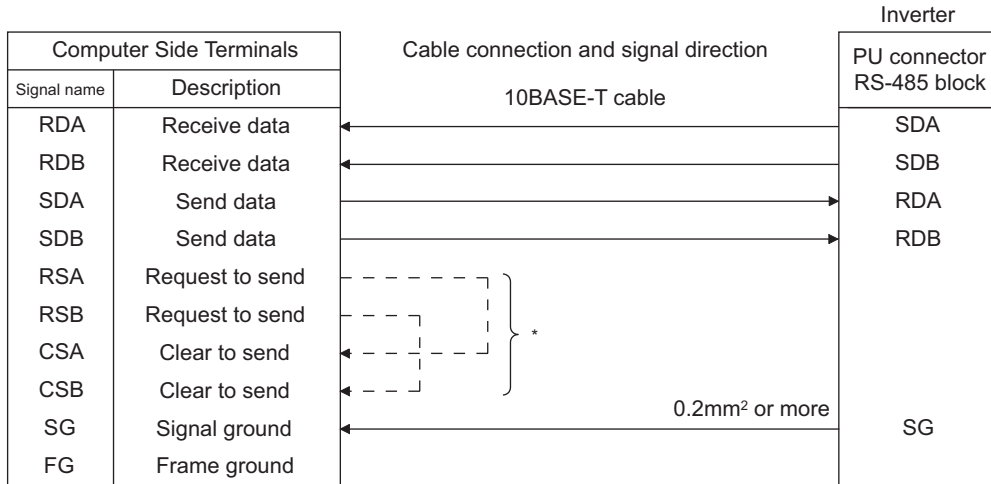 Inverter
Computer Side Terminals Cable connection and signal direction PU connector
RS-485 block
Signal name Description 10BASE-T cable
RDA Receive data SDA
RDB Receive data SDB
SDA Send data RDA
SDB Send data RDB
RSA Request to send
RSB Request to send
*
CSA Clear to send
CSB Clear to send
0.2mm² or more
SG Signal ground SG
FG Frame ground